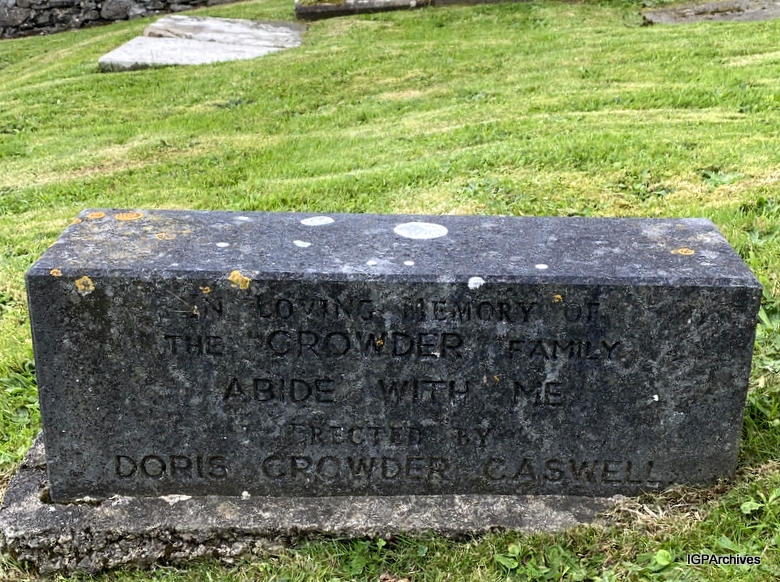 IN LOVING MEMORY OF
THE CROWDER FAMILY
ABIDE WITH ME
ERECTED BY
DORIS CROWDER CASWELL.
IGPArchives